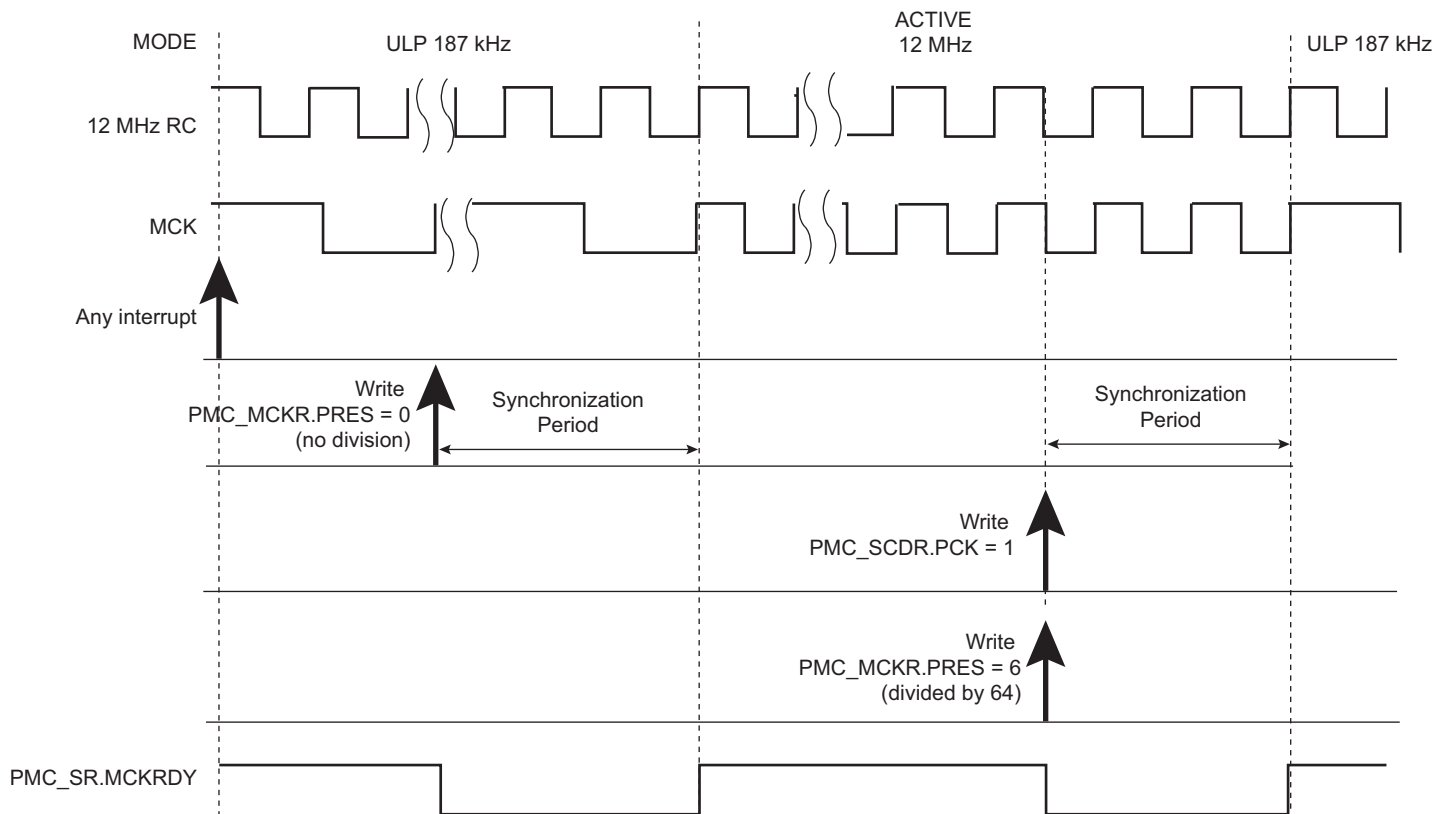 ACTIVE
MODE
ULP 187 kHz
12 MHz
ULP 187 kHz
12 MHz RC
MCK
Any interrupt
Write
PMC_MCKR.PRES = 0
(no division)
Synchronization
Period
Synchronization
Period
Write
PMC_SCDR.PCK = 1
Write
PMC_MCKR.PRES = 6
(divided by 64)
PMC_SR.MCKRDY